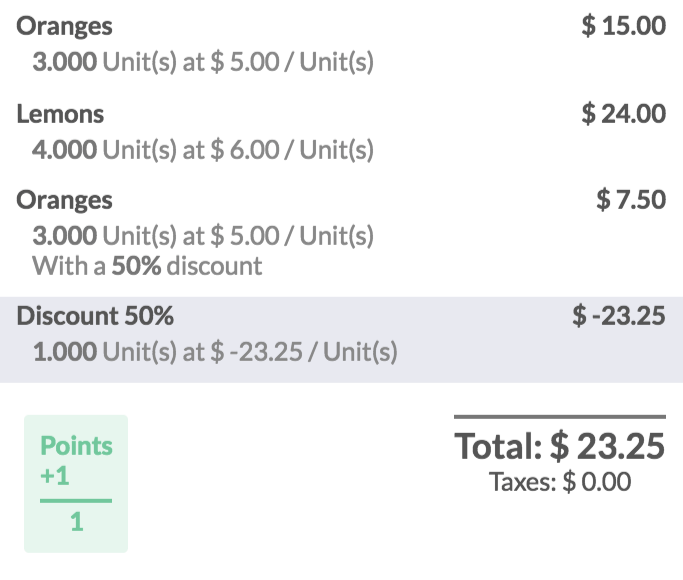 Oranges $ 15.00
3.000 Unit(s) at $ 5.00 / Unit(s)
Lemons $ 24.00
4.000 Unit(s) at $ 6.00 / Unit(s)
Oranges $ 7.50
3.000 Unit(s) at $ 5.00 / Unit(s)
With a 50% discount
Discount 50% $ -23.25
1.000 Unit(s) at $ -23.25 / Unit(s)
Points
+1
1
Total: $ 23.25
Taxes: $ 0.00